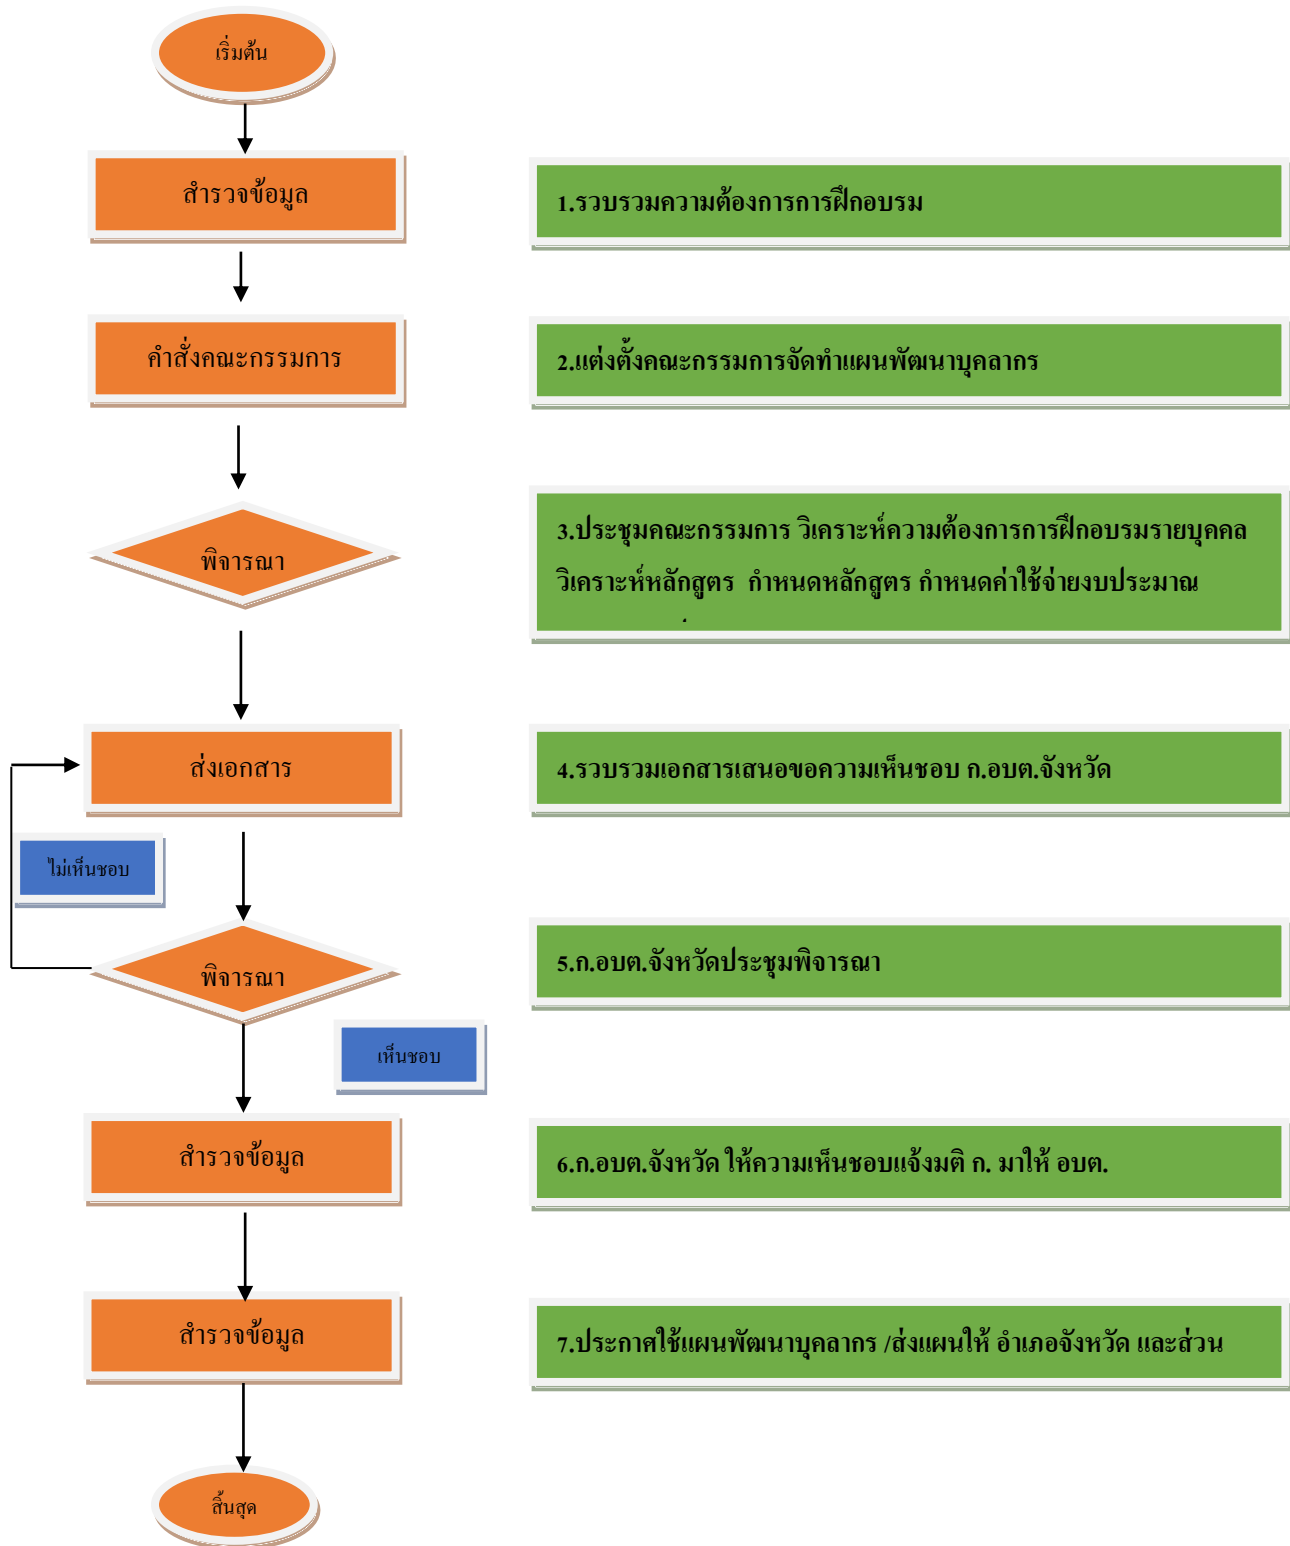 เริ่มต้น
สำรวจข้อมูล
1.รวบรวมความต้องการการฝึกอบรม
คำสั่งคณะกรรมการ
2.แต่งตั้งคณะกรรมการจัดทำแผนพัฒนาบุคลากร
พิจารณา
3.ประชุมคณะกรรมการ วิเคราะห์ความต้องการการฝึกอบรมรายบุคคล
วิเคราะห์หลักสูตร กำหนดหลักสูตร กำหนดค่าใช้จ่ายงบประมาณ
ส่งเอกสาร
4.รวบรวมเอกสารเสนอขอความเห็นชอบ ก.อบต.จังหวัด
ไม่เห็นชอบ
พิจารณา
5.ก.อบต.จังหวัดประชุมพิจารณา
เห็นชอบ
สำรวจข้อมูล
6.ก.อบต.จังหวัด ให้ความเห็นชอบแจ้งมติ ก. มาให้ อบต.
สำรวจข้อมูล
7.ประกาศใช้แผนพัฒนาบุคลากร /ส่งแผนให้ อำเภอจังหวัด และส่วน
สิ้นสุด